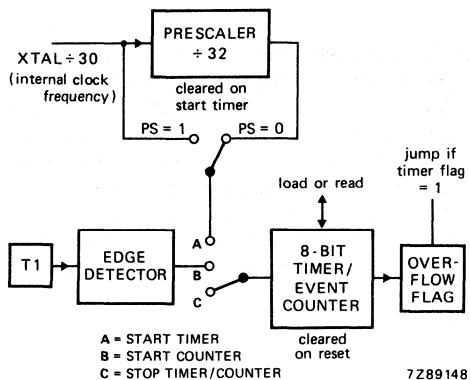 PRESCALER
÷ 32
XTAL ÷ 30
(internal clock
frequency)
cleared on
start timer
PS = 1
PS = 0
jump if
timer flag
= 1
load or read
T1
EDGE
DETECTOR
A
B
C
8-BIT
TIMER/
EVENT
COUNTER
OVER-
FLOW
FLAG
cleared
on reset
A = START TIMER
B = START COUNTER
C = STOP TIMER/COUNTER
7Z89148